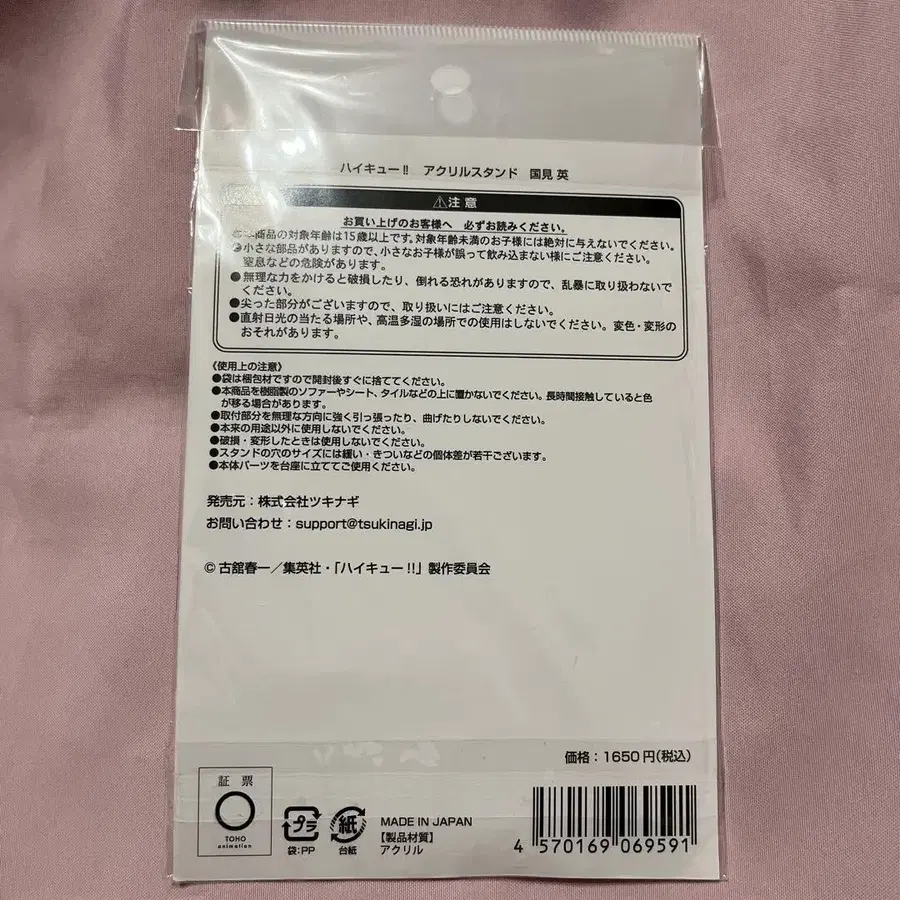 ハイキュー!! アクリルスタンド 国見 英
⚠注意
お買い上げのお客様へ 必ずお読みください。
●本商品の対象年齢は15歳以上です。対象年齢未満のお子様には絶対に与えないでください。
●小さな部品がありますので、小さなお子様が誤って飲み込まない様にご注意ください。
窒息などの危険があります。
●無理な力をかけると破損したり、倒れる恐れがありますので、乱暴に取り扱わないで
ください。
●尖った部分がございますので、取り扱いにはご注意ください。
●直射日光の当たる場所や、高温多湿の場所での使用はしないでください。変色・変形の
おそれがあります。
《使用上の注意》
●袋は梱包材ですので開封後すぐに捨ててください。
●本商品を樹脂製のソファーやシート、タイルなどの上に置かないでください。長時間接触していると色
が移る場合があります。
●取付部分を無理な方向に強く引っ張ったり、曲げたりしないでください。
●本来の用途以外に使用しないでください。
●破損・変形したときは使用しないでください。
●スタンドの穴のサイズには緩い・きついなどの個体差が若干ございます。
●本体パーツを台座に立ててご使用ください。
発売元：株式会社ツキナギ
お問い合わせ：support@tsukinagi.jp
© 古舘春一／集英社・「ハイキュー!!」製作委員会
価格：1650円(税込)
証 票
TOHO
animation
プラ
袋:PP
紙
台紙
MADE IN JAPAN
【製品材質】
アクリル
4 570169 069591